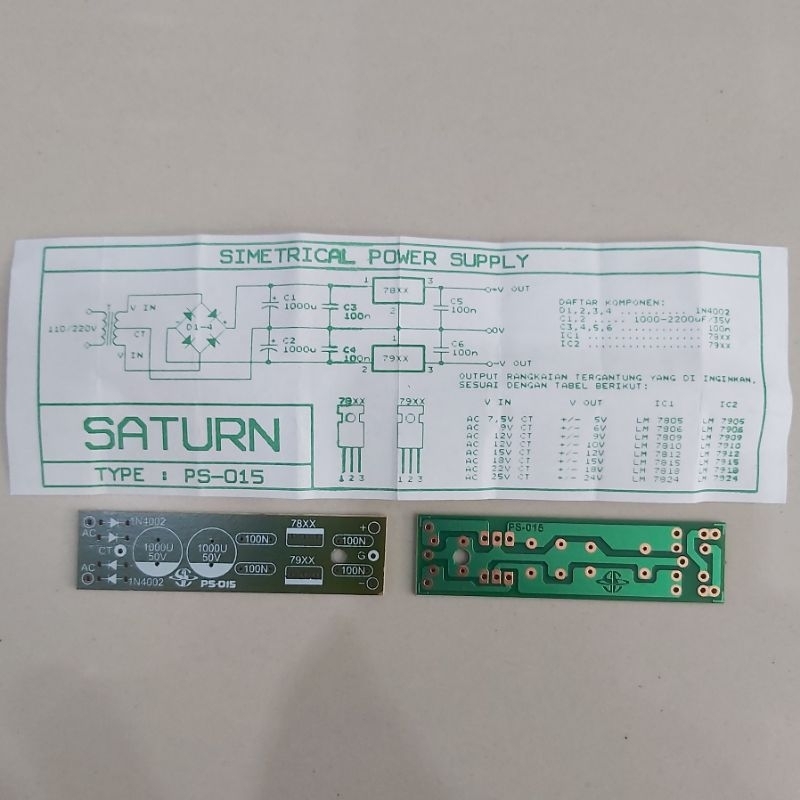 SIMETRICAL POWER SUPPLY
110/220V
V IN
CT
V IN
D1-4
C1
1000u
C2
1000u
C3
100n
C4
100n
1 78XX 3
2
1
2 79XX 3
C5
100n
C6
100n
+V OUT
0V
-V OUT
DAFTAR KOMPONEN:
D1,2,3,4 .......... 1N4002
C1,2 ..... 1000-2200uF/35V
C3,4,5,6 ............ 100n
IC1 ................. 78XX
IC2 ................. 79XX
OUTPUT RANGKAIAN TERGANTUNG YANG DI INGINKAN.
SESUAI DENGAN TABEL BERIKUT:
V IN V OUT IC1 IC2
AC 7,5V CT +/- 5V LM 7805 LM 7905
AC 9V CT +/- 6V LM 7806 LM 7906
AC 12V CT +/- 9V LM 7809 LM 7909
AC 12V CT +/- 10V LM 7810 LM 7910
AC 15V CT +/- 12V LM 7812 LM 7912
AC 18V CT +/- 15V LM 7815 LM 7915
AC 22V CT +/- 18V LM 7818 LM 7918
AC 25V CT +/- 24V LM 7824 LM 7924
SATURN
TYPE : PS-015
78XX
1 2 3
79XX
1 2 3
AC
CT
AC
1N4002
1N4002
1000U
50V
1000U
50V
PS-015
100N
100N
78XX
79XX
100N
100N
+
G
-
PS-015